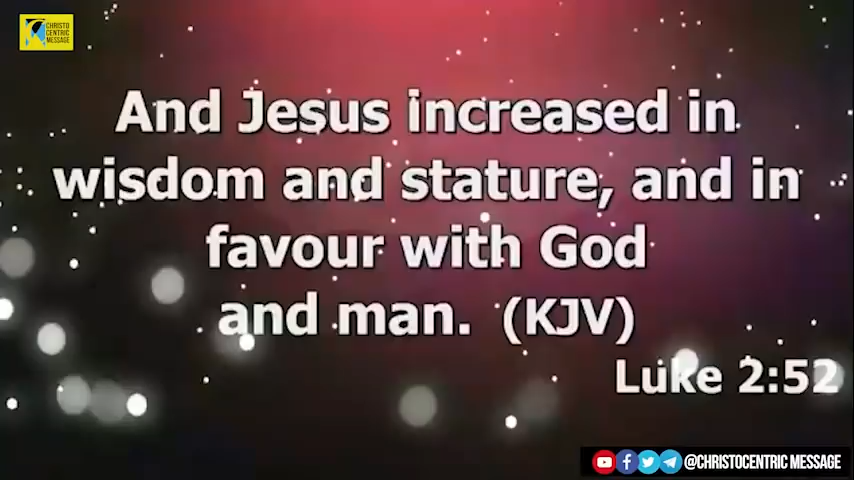 CHRISTO
CENTRIC
MESSAGE
And Jesus increased in
wisdom and stature, and in
favour with God
and man. (KJV)
Luke 2:52
@CHRISTOCENTRIC MESSAGE